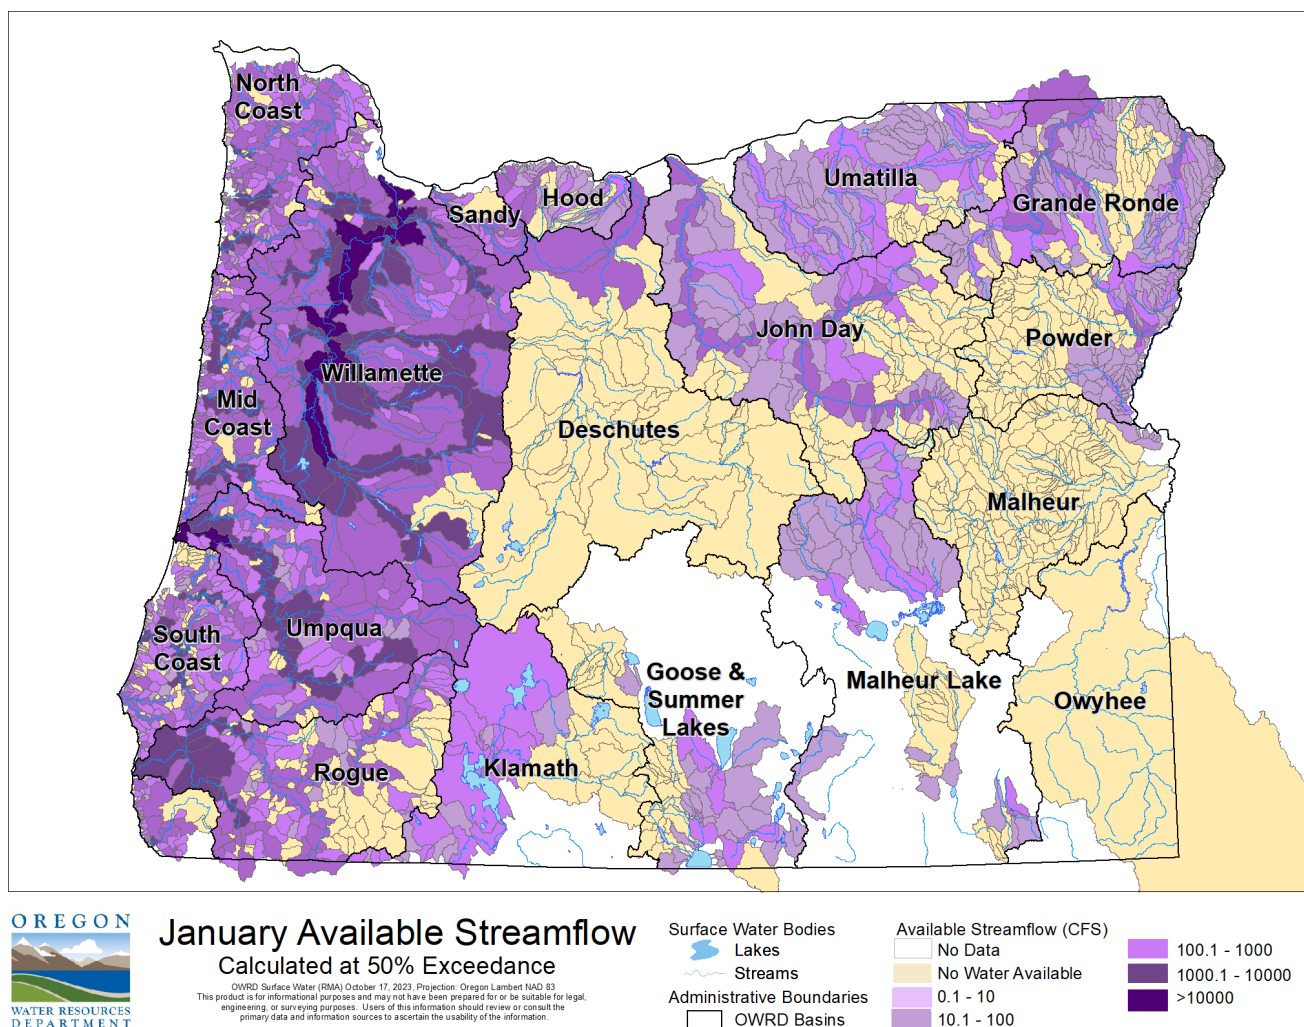 North
Coast
Sandy
Hood
Umatilla
Grande Ronde
John Day
Powder
Willamette
Mid
Coast
Deschutes
Malheur
South
Coast
Umpqua
Goose &
Summer
Lakes
Malheur Lake
Owyhee
Rogue
Klamath
OREGON
WATER RESOURCES
DEPARTMENT
January Available Streamflow
Calculated at 50% Exceedance
OWRD Surface Water (RMA) October 17, 2023, Projection: Oregon Lambert NAD 83
This product is for informational purposes and may not have been prepared for or be suitable for legal,
engineering, or surveying purposes. Users of this information should review or consult the
primary data and information sources to ascertain the usability of the information.
Surface Water Bodies
Lakes
Streams
Administrative Boundaries
OWRD Basins
Available Streamflow (CFS)
No Data
No Water Available
0.1 - 10
10.1 - 100
100.1 - 1000
1000.1 - 10000
>10000